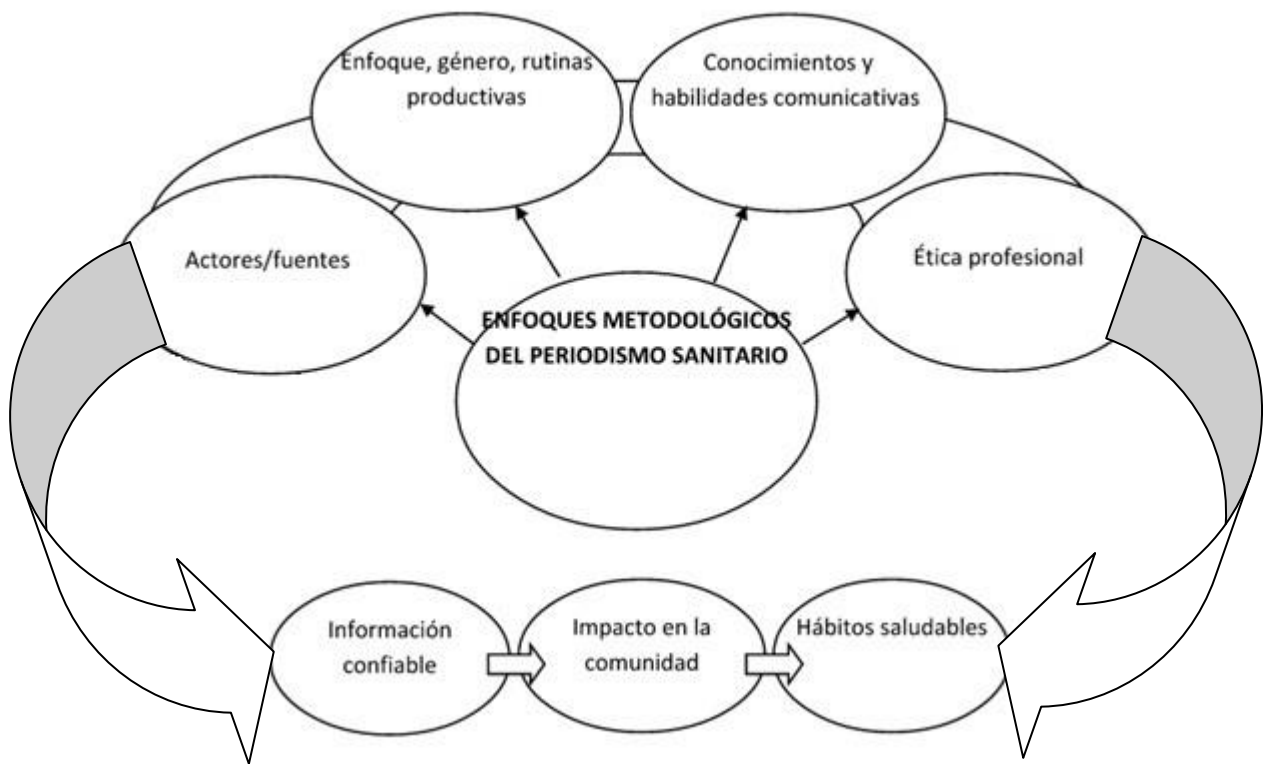 Enfoque, género, rutinas
productivas
Conocimientos y
habilidades comunicativas
Actores/fuentes
Ética profesional
ENFOQUES METODOLÓGICOS
DEL PERIODISMO SANITARIO
Información
confiable
Impacto en la
comunidad
Hábitos saludables